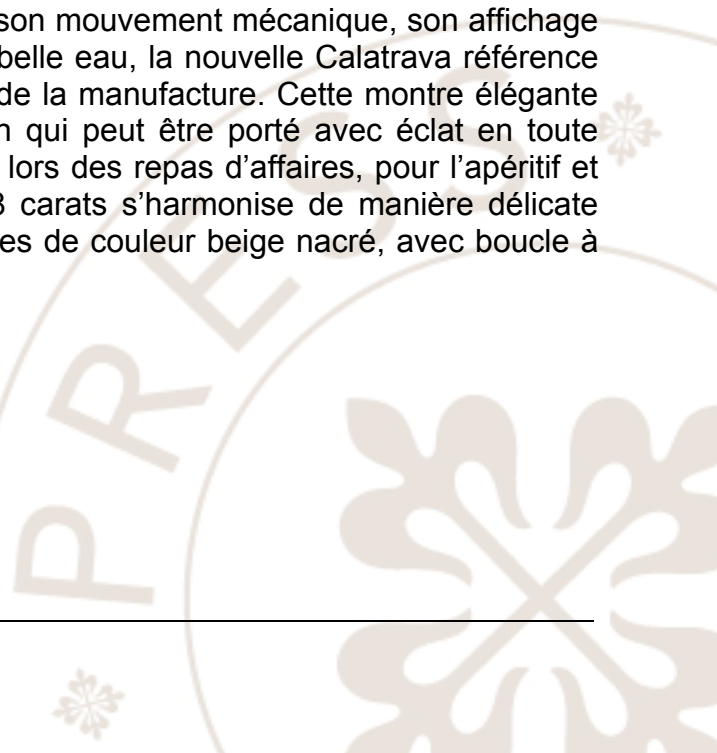 son mouvement mécanique, son affichage
belle eau, la nouvelle Calatrava référence
de la manufacture. Cette montre élégante
qui peut être porté avec éclat en toute
lors des repas d’affaires, pour l’apéritif et
carats s’harmonise de manière délicate
de couleur beige nacré, avec boucle à
PRESS